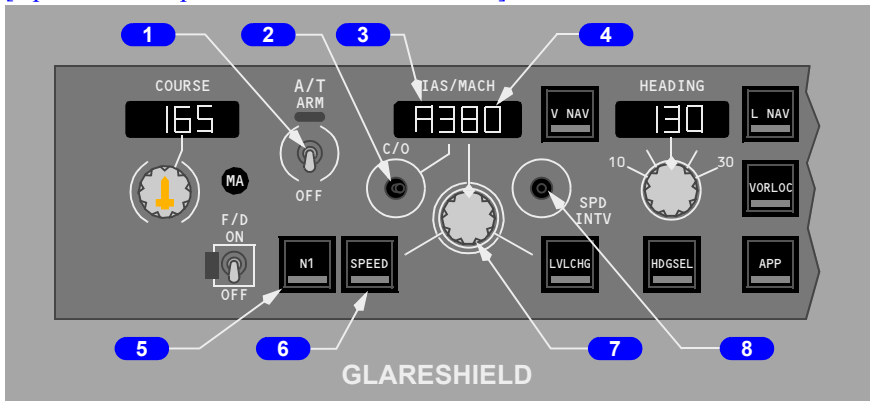 1 2 3 4
COURSE
A/T
ARM
IAS/MACH
HEADING
165
A380
130
V NAV
L NAV
C/O
10
30
MA
OFF
SPD
INTV
VORLOC
F/D
ON
N1
SPEED
LVLCHG
HDGSEL
APP
OFF
5 6 7 8
GLARESHIELD